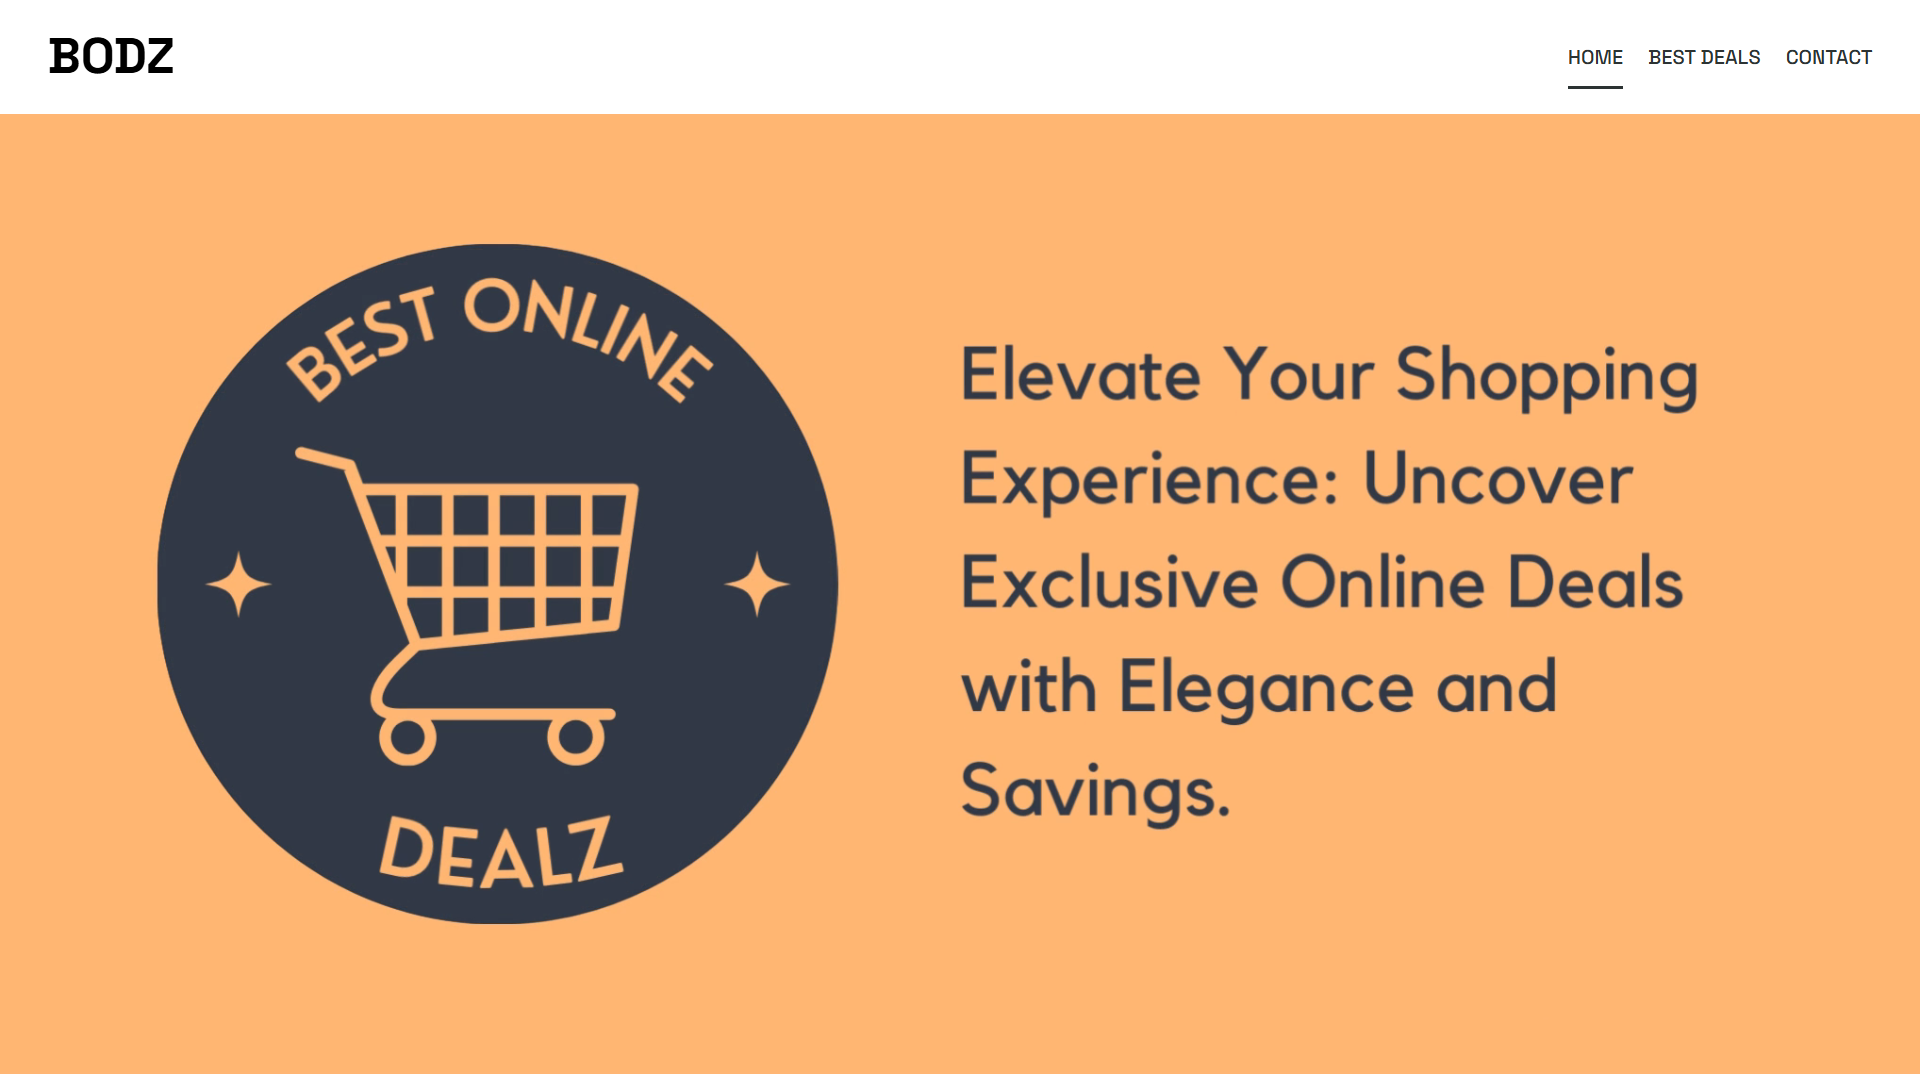 BODZ
HOME BEST DEALS CONTACT
BEST ONLINE
DEALZ
Elevate Your Shopping
Experience: Uncover
Exclusive Online Deals
with Elegance and
Savings.